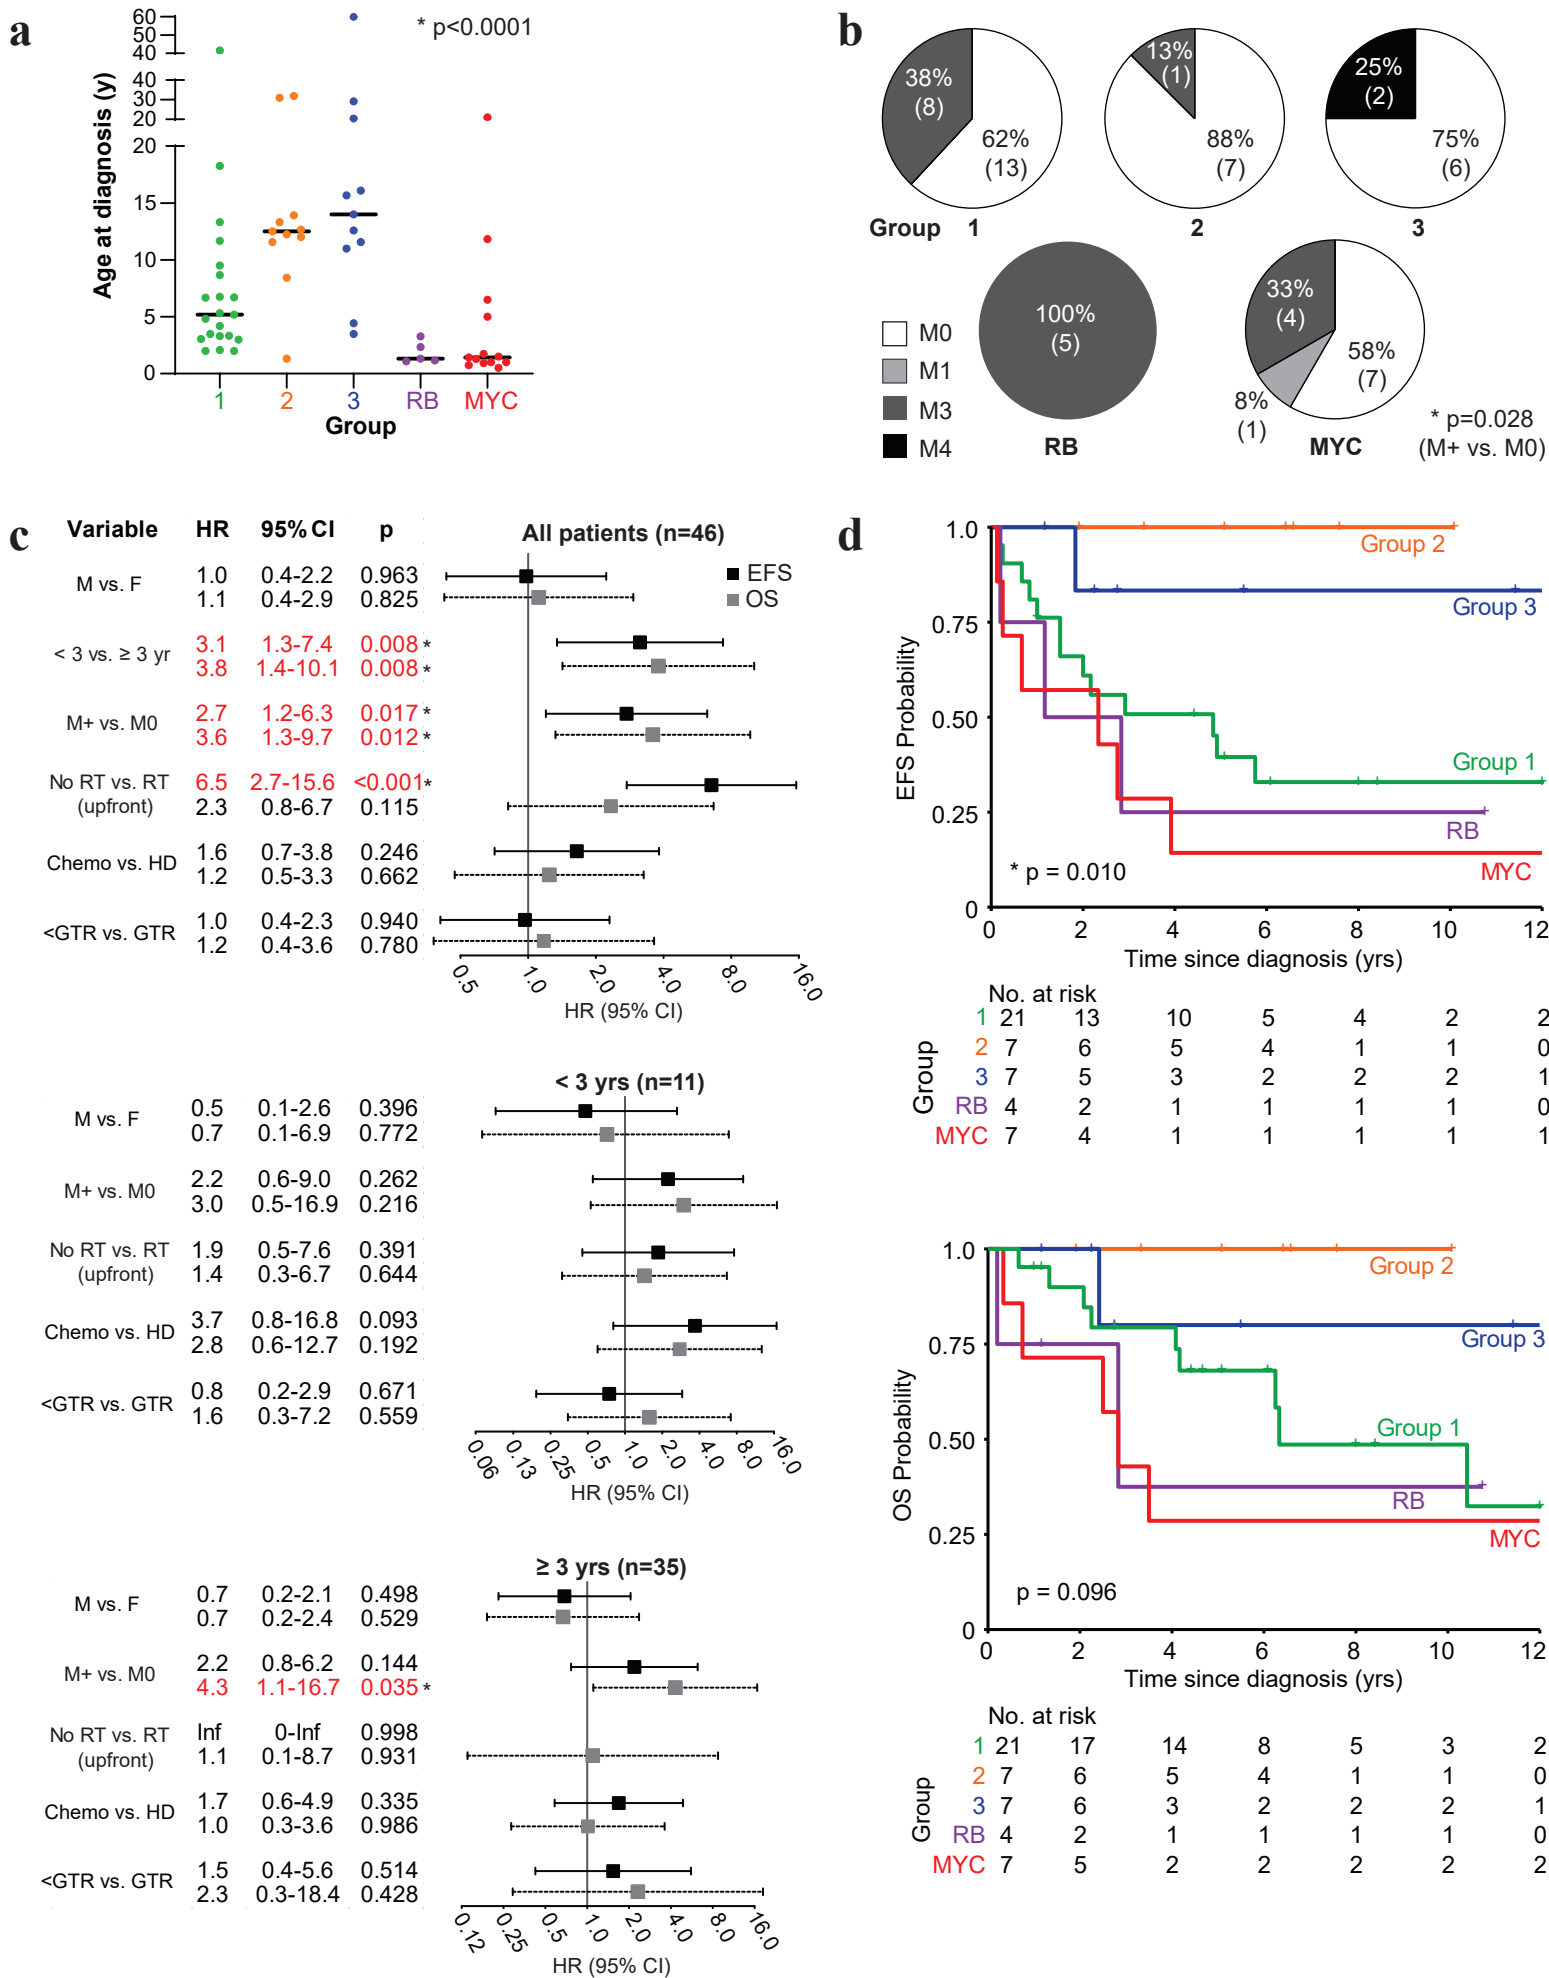 a
* p<0.0001
Age at diagnosis (y)
60
50
40
40
30
20
20
15
10
5
0
1 2 3 RB MYC
Group
b
38%
(8)
62%
(13)
13%
(1)
88%
(7)
25%
(2)
75%
(6)
Group 1 2 3
100%
(5)
33%
(4)
58%
(7)
8%
(1)
M0
M1
M3
M4
RB
MYC
* p=0.028
(M+ vs. M0)
c
Variable HR 95% CI p
All patients (n=46)
EFS
OS
M vs. F
1.0 0.4-2.2 0.963
1.1 0.4-2.9 0.825
< 3 vs. ≥ 3 yr
3.1 1.3-7.4 0.008 *
3.8 1.4-10.1 0.008 *
M+ vs. M0
2.7 1.2-6.3 0.017 *
3.6 1.3-9.7 0.012 *
No RT vs. RT
(upfront)
6.5 2.7-15.6 <0.001*
2.3 0.8-6.7 0.115
Chemo vs. HD
1.6 0.7-3.8 0.246
1.2 0.5-3.3 0.662
<GTR vs. GTR
1.0 0.4-2.3 0.940
1.2 0.4-3.6 0.780
0.5 1.0 2.0 4.0 8.0 16.0
HR (95% CI)
< 3 yrs (n=11)
M vs. F
0.5 0.1-2.6 0.396
0.7 0.1-6.9 0.772
M+ vs. M0
2.2 0.6-9.0 0.262
3.0 0.5-16.9 0.216
No RT vs. RT
(upfront)
1.9 0.5-7.6 0.391
1.4 0.3-6.7 0.644
Chemo vs. HD
3.7 0.8-16.8 0.093
2.8 0.6-12.7 0.192
<GTR vs. GTR
0.8 0.2-2.9 0.671
1.6 0.3-7.2 0.559
0.06 0.13 0.25 0.5 1.0 2.0 4.0 8.0 16.0
HR (95% CI)
≥ 3 yrs (n=35)
M vs. F
0.7 0.2-2.1 0.498
0.7 0.2-2.4 0.529
M+ vs. M0
2.2 0.8-6.2 0.144
4.3 1.1-16.7 0.035 *
No RT vs. RT
(upfront)
Inf 0-Inf 0.998
1.1 0.1-8.7 0.931
Chemo vs. HD
1.7 0.6-4.9 0.335
1.0 0.3-3.6 0.986
<GTR vs. GTR
1.5 0.4-5.6 0.514
2.3 0.3-18.4 0.428
0.12 0.25 0.5 1.0 2.0 4.0 8.0 16.0
HR (95% CI)
d
EFS Probability
1.0
0.75
0.50
0.25
0
Group 2
Group 3
Group 1
RB
MYC
* p = 0.010
0 2 4 6 8 10 12
Time since diagnosis (yrs)
No. at risk
Group
1 21 13 10 5 4 2 2
2 7 6 5 4 1 1 0
3 7 5 3 2 2 2 1
RB 4 2 1 1 1 1 0
MYC 7 4 1 1 1 1 1
OS Probability
1.0
0.75
0.50
0.25
0
Group 2
Group 3
Group 1
RB
MYC
p = 0.096
0 2 4 6 8 10 12
Time since diagnosis (yrs)
No. at risk
Group
1 21 17 14 8 5 3 2
2 7 6 5 4 1 1 0
3 7 6 3 2 2 2 1
RB 4 2 1 1 1 1 0
MYC 7 5 2 2 2 2 2